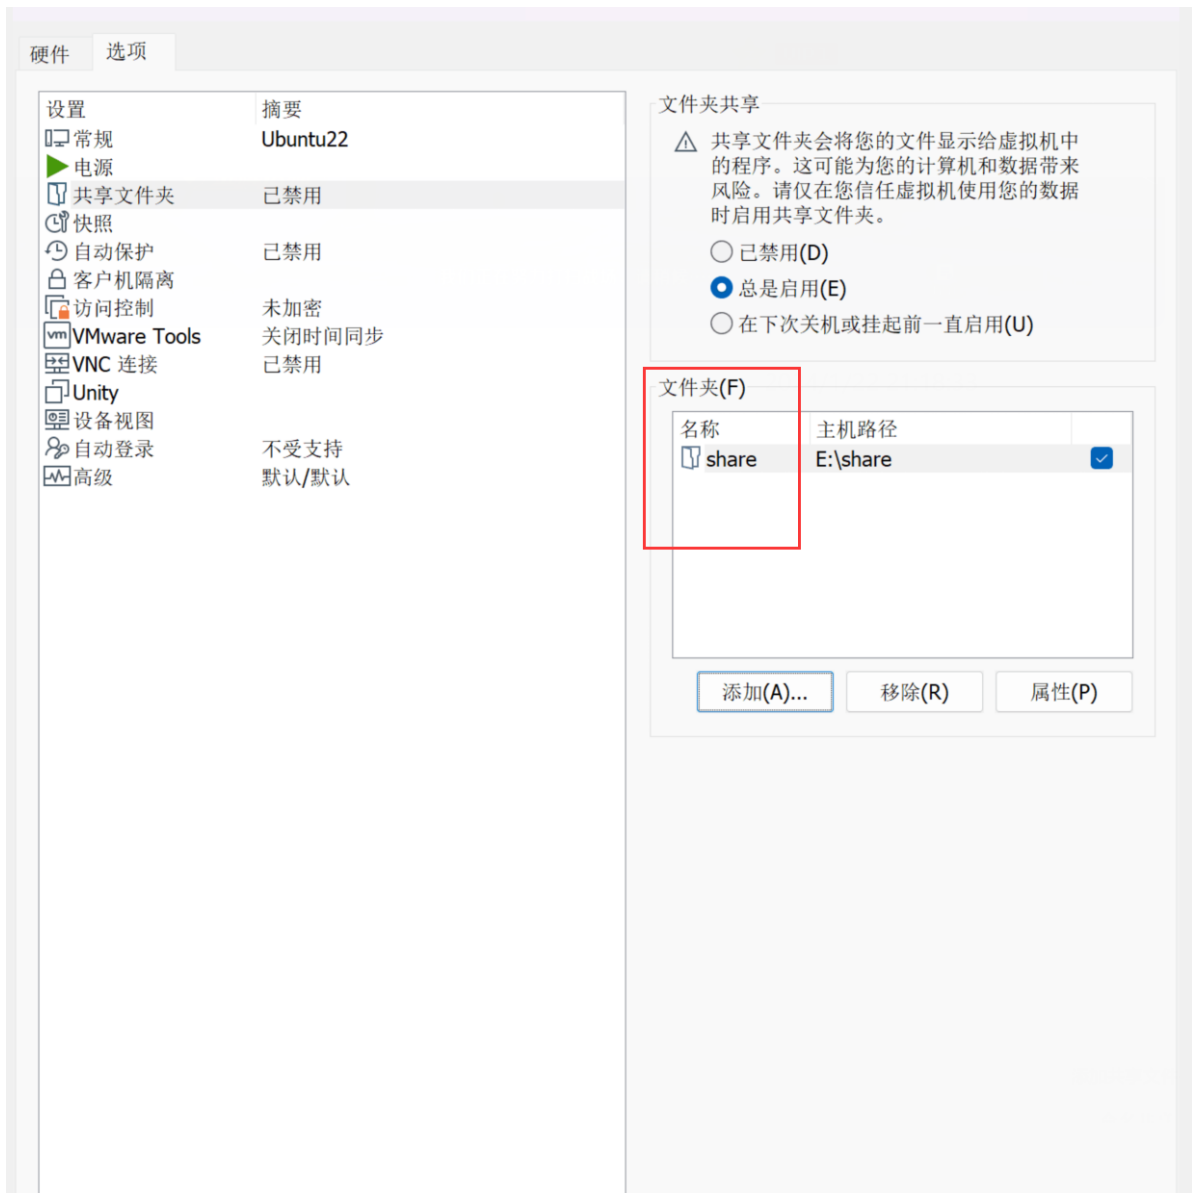 硬件 选项
设置 摘要
常规 Ubuntu22
电源
共享文件夹 已禁用
快照
自动保护 已禁用
客户机隔离
访问控制 未加密
vm VMware Tools 关闭时间同步
VNC 连接 已禁用
Unity
设备视图
自动登录 不受支持
高级 默认/默认
文件夹共享
共享文件夹会将您的文件显示给虚拟机中
的程序。这可能为您的计算机和数据带来
风险。请仅在您信任虚拟机使用您的数据
时启用共享文件夹。
已禁用(D)
总是启用(E)
在下次关机或挂起前一直启用(U)
文件夹(F)
名称 主机路径
share E:\share
添加(A)... 移除(R) 属性(P)